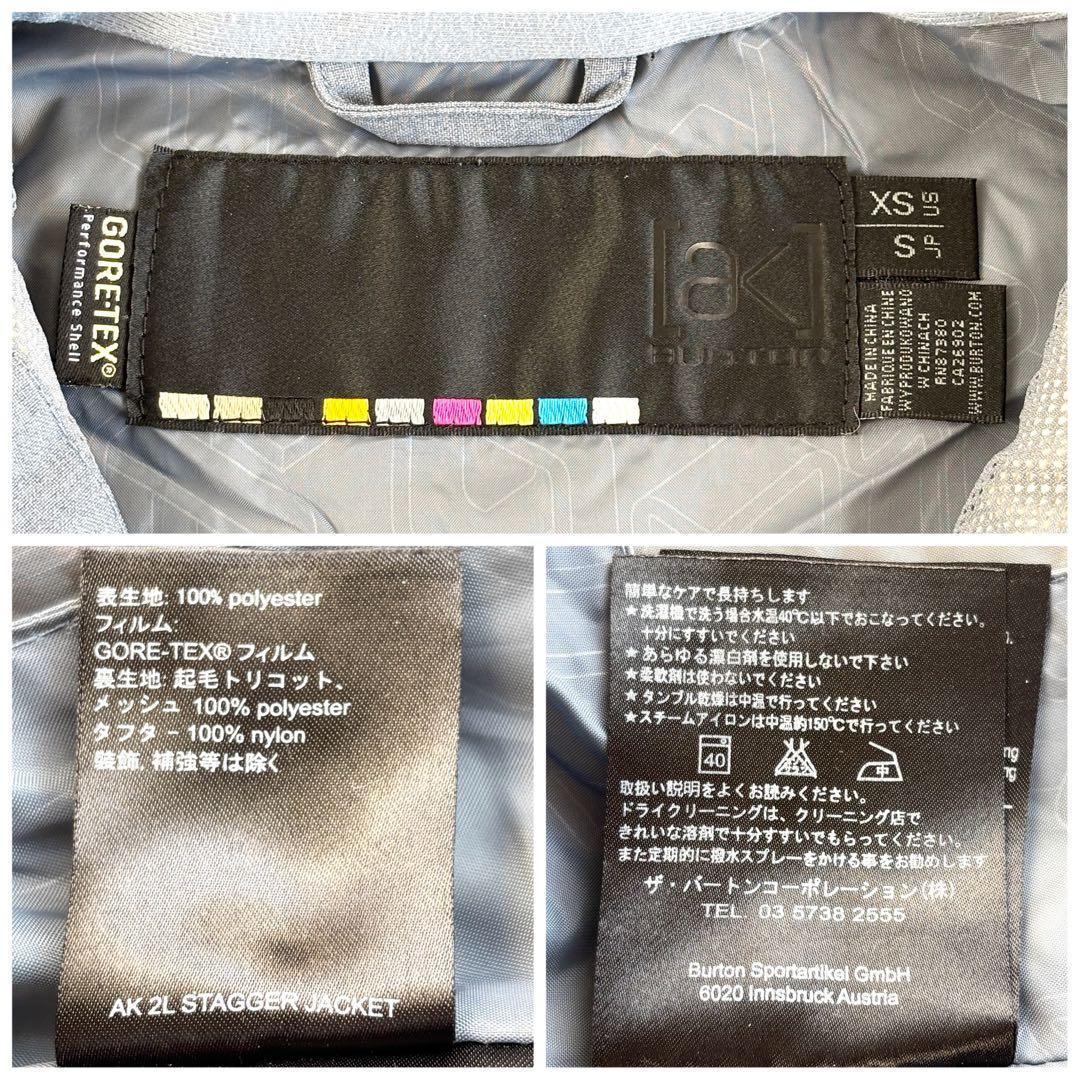 GORE-TEX®
Performance Shell
[ak]
BURTON
XS US
S JP
MADE IN CHINA
FABRIQUE EN CHINE
WYPRODUKOWANO
W CHINACH
RN87380
CA26902
WWW.BURTON.COM
表生地. 100% polyester
フィルム
GORE-TEX® フィルム
裏生地: 起毛トリコット、
メッシュ 100% polyester
タフタ - 100% nylon
装飾, 補強等は除く
AK 2L STAGGER JACKET
簡単なケアで長持ちします
★洗濯機で洗う場合水温40℃以下でおこなってください。
十分にすすいでください
★あらゆる漂白剤を使用しないで下さい
★柔軟剤は使わないでください
★タンブル乾燥は中温で行ってください
★スチームアイロンは中温約150℃で行ってください
40
エンソサラシ
中
取扱い説明をよくお読みください。
ドライクリーニングは、クリーニング店で
きれいな溶剤で十分すすいでもらってください。
また定期的に撥水スプレーをかける事をお勧めします
ザ・バートンコーポレーション(株)
TEL 03 5738 2555
Burton Sportartikel GmbH
6020 Innsbruck Austria